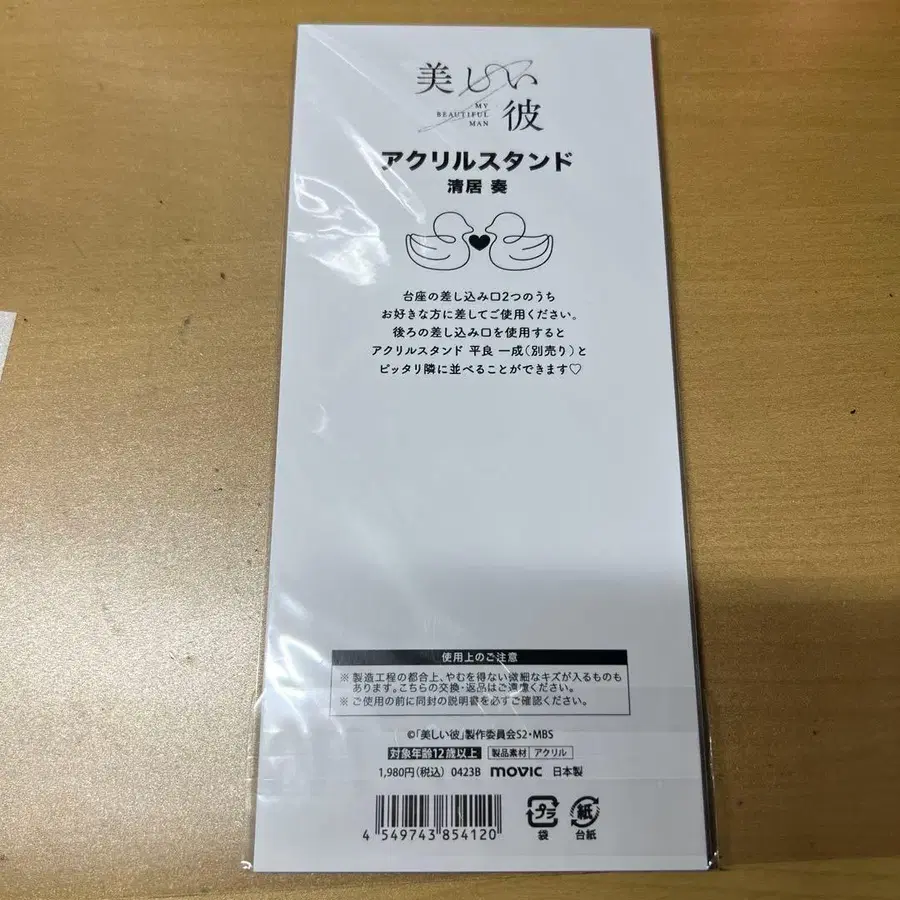 美しい彼
MY
BEAUTIFUL
MAN
アクリルスタンド
清居 奏
台座の差し込み口2つのうち
お好きな方に差してご使用ください。
後ろの差し込み口を使用すると
アクリルスタンド 平良 一成(別売り)と
ピッタリ隣に並べることができます♡
使用上のご注意
※ 製造工程の都合上、やむを得ない微細なキズが入るものも
あります。こちらの交換・返品はご遠慮ください。
※ ご使用の前に同封の説明書を必ずご確認ください。
©「美しい彼」製作委員会S2・MBS
対象年齢12歳以上 製品素材 アクリル
1,980円(税込) 0423B movic 日本製
プラ 紙
4 549743 854120 袋 台紙